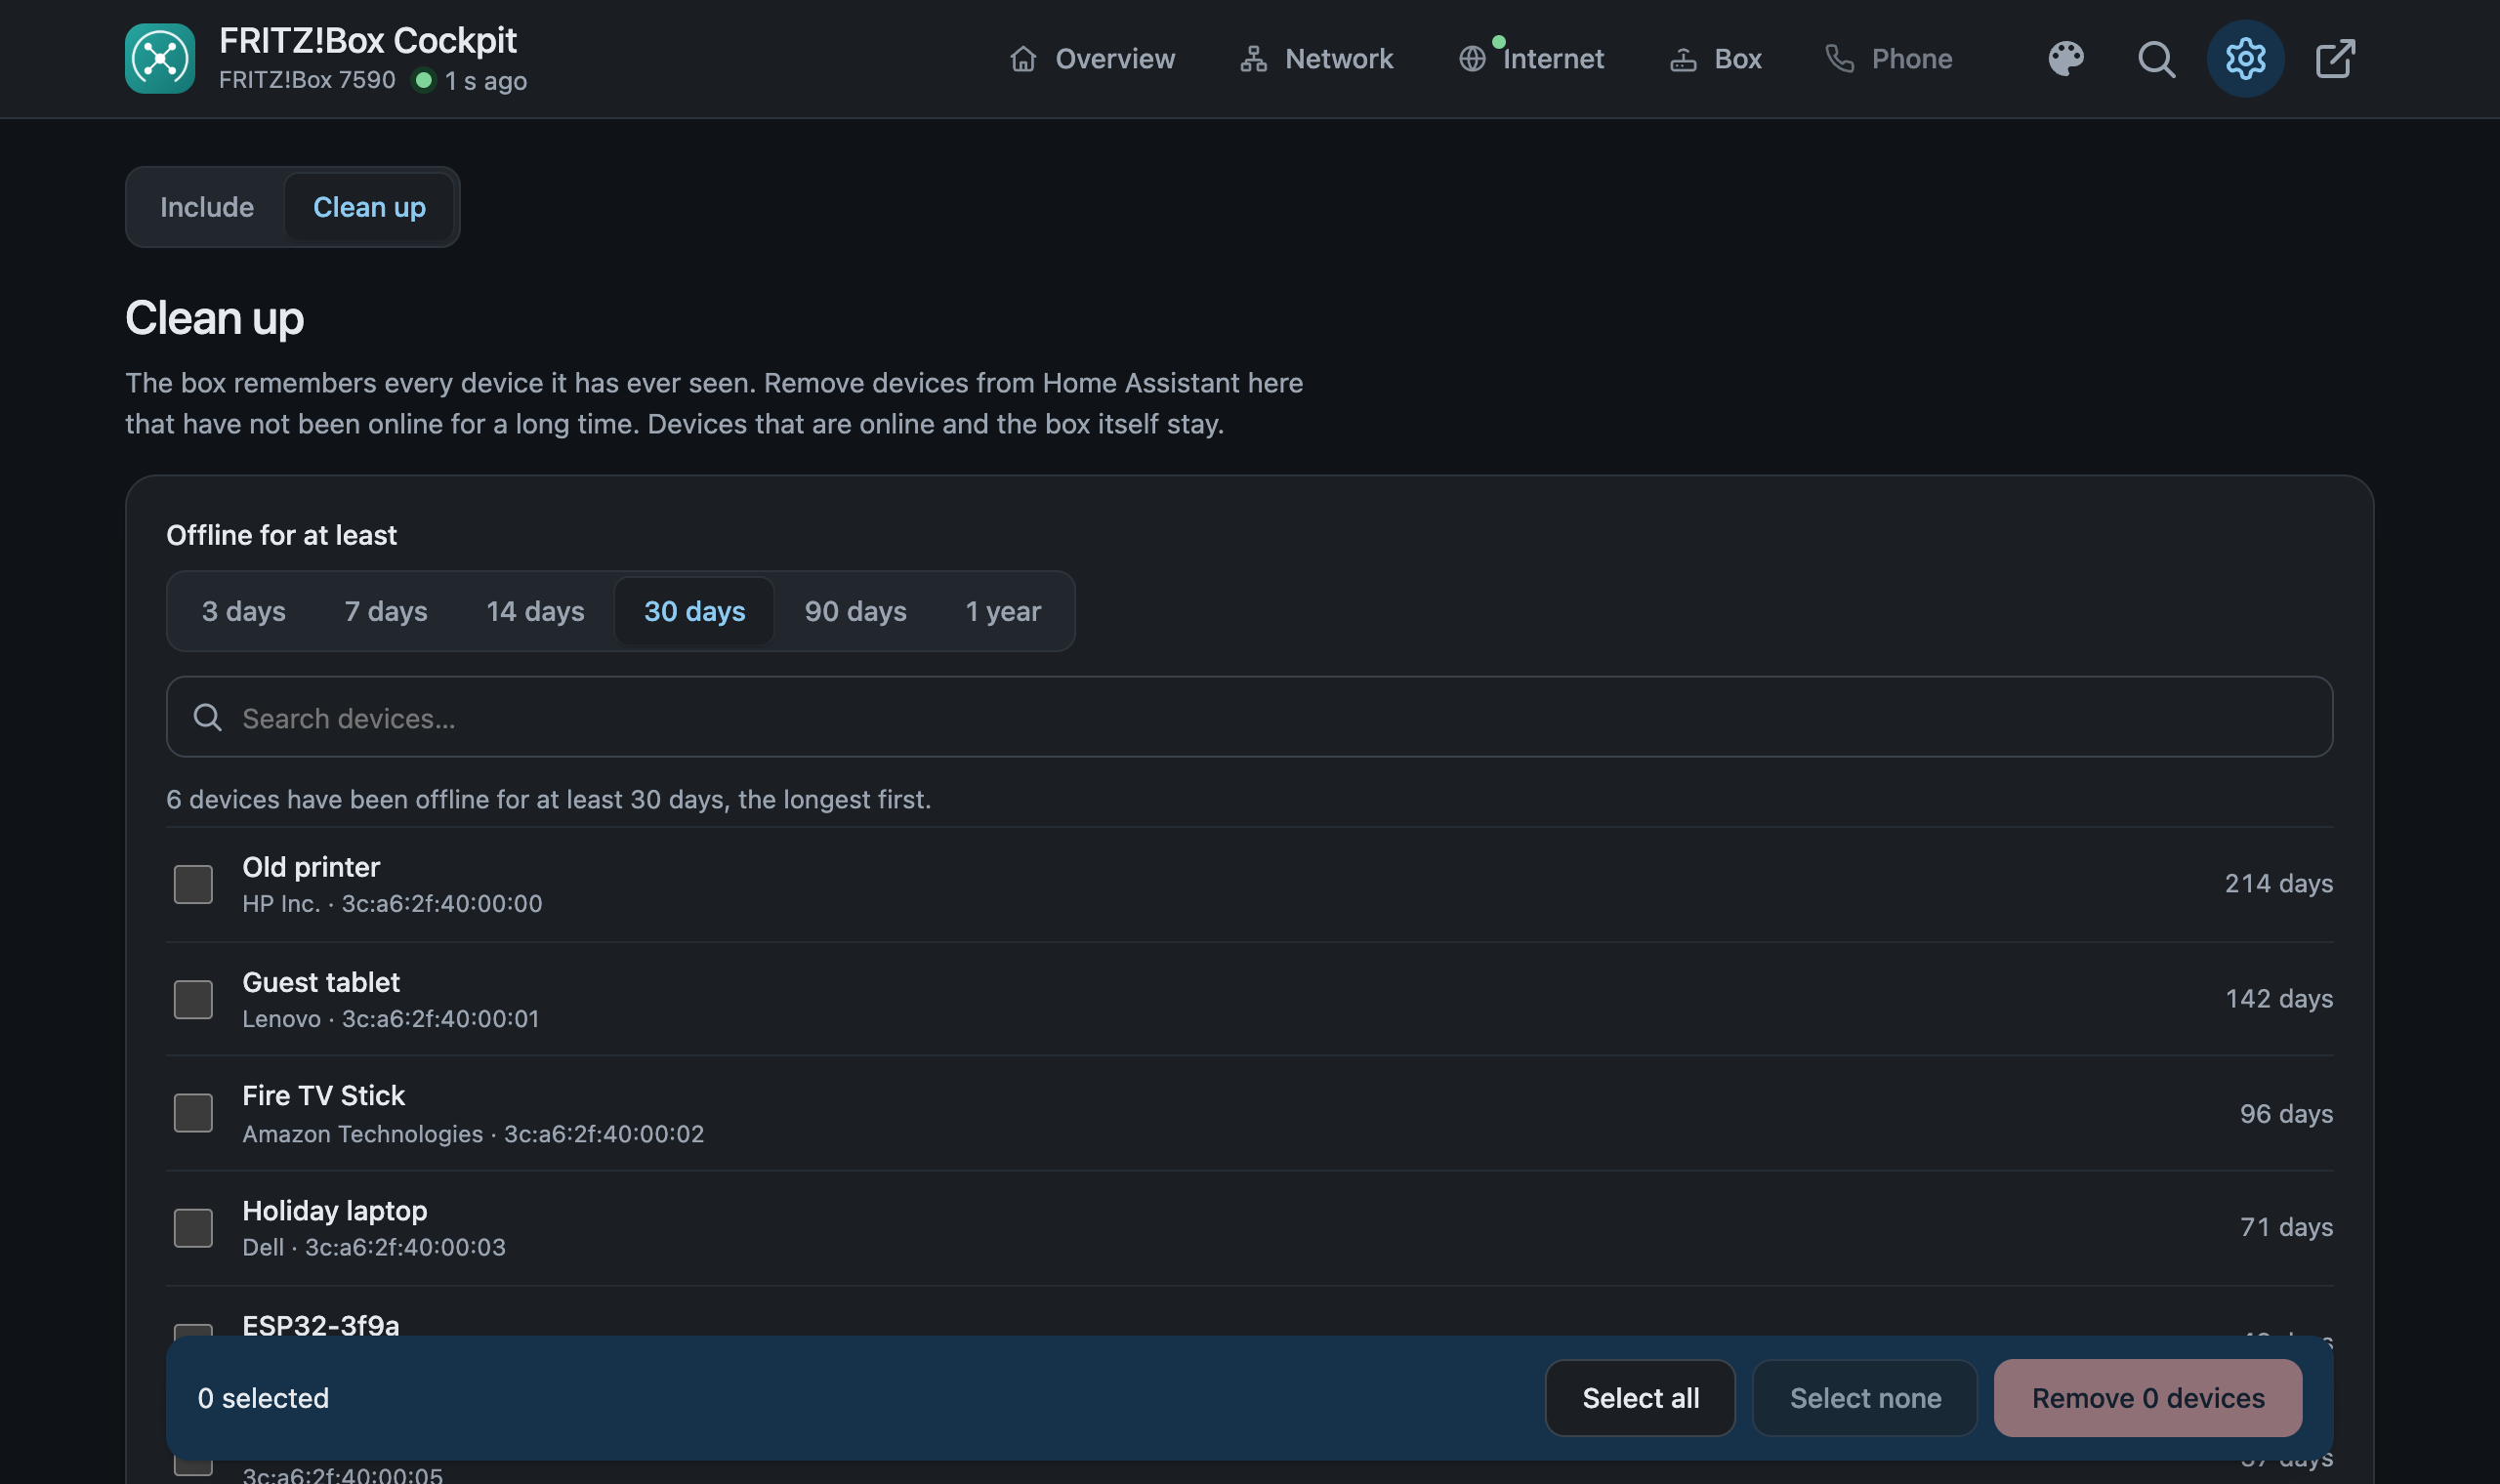 FRITZ!Box Cockpit
FRITZ!Box 7590 1 s ago
Overview
Network
Internet
Box
Phone
Include
Clean up
Clean up
The box remembers every device it has ever seen. Remove devices from Home Assistant here
that have not been online for a long time. Devices that are online and the box itself stay.
Offline for at least
3 days
7 days
14 days
30 days
90 days
1 year
Search devices...
6 devices have been offline for at least 30 days, the longest first.
Old printer
HP Inc. · 3c:a6:2f:40:00:00
214 days
Guest tablet
Lenovo · 3c:a6:2f:40:00:01
142 days
Fire TV Stick
Amazon Technologies · 3c:a6:2f:40:00:02
96 days
Holiday laptop
Dell · 3c:a6:2f:40:00:03
71 days
ESP32-3f9a
0 selected
Select all
Select none
Remove 0 devices
3c:a6:2f:40:00:05
days